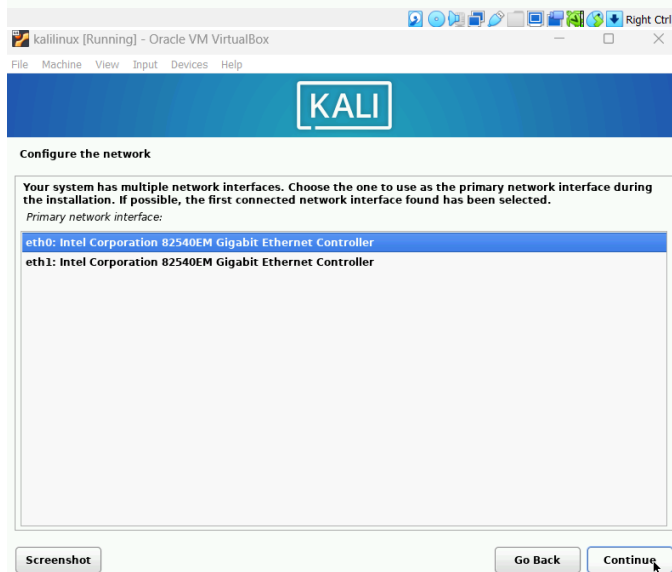 Right Ctrl
kalilinux [Running] - Oracle VM VirtualBox
File Machine View Input Devices Help
KALI
Configure the network
Your system has multiple network interfaces. Choose the one to use as the primary network interface during
the installation. If possible, the first connected network interface found has been selected.
Primary network interface:
eth0: Intel Corporation 82540EM Gigabit Ethernet Controller
eth1: Intel Corporation 82540EM Gigabit Ethernet Controller
Screenshot Go Back Continue